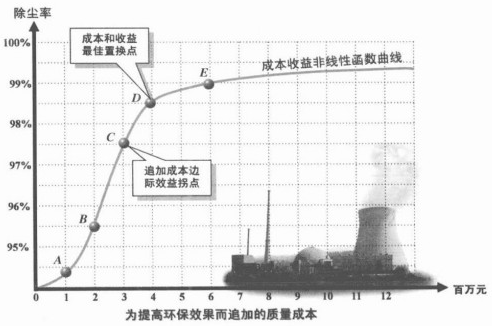 除尘率
成本和收益
最佳置换点
100%
成本收益非线性函数曲线
E
99%
D
98%
C
追加成本边
际效益拐点
97%
96%
B
95%
A
0 1 2 3 4 5 6 7 8 9 10 11 12 百万元
为提高环保效果而追加的质量成本